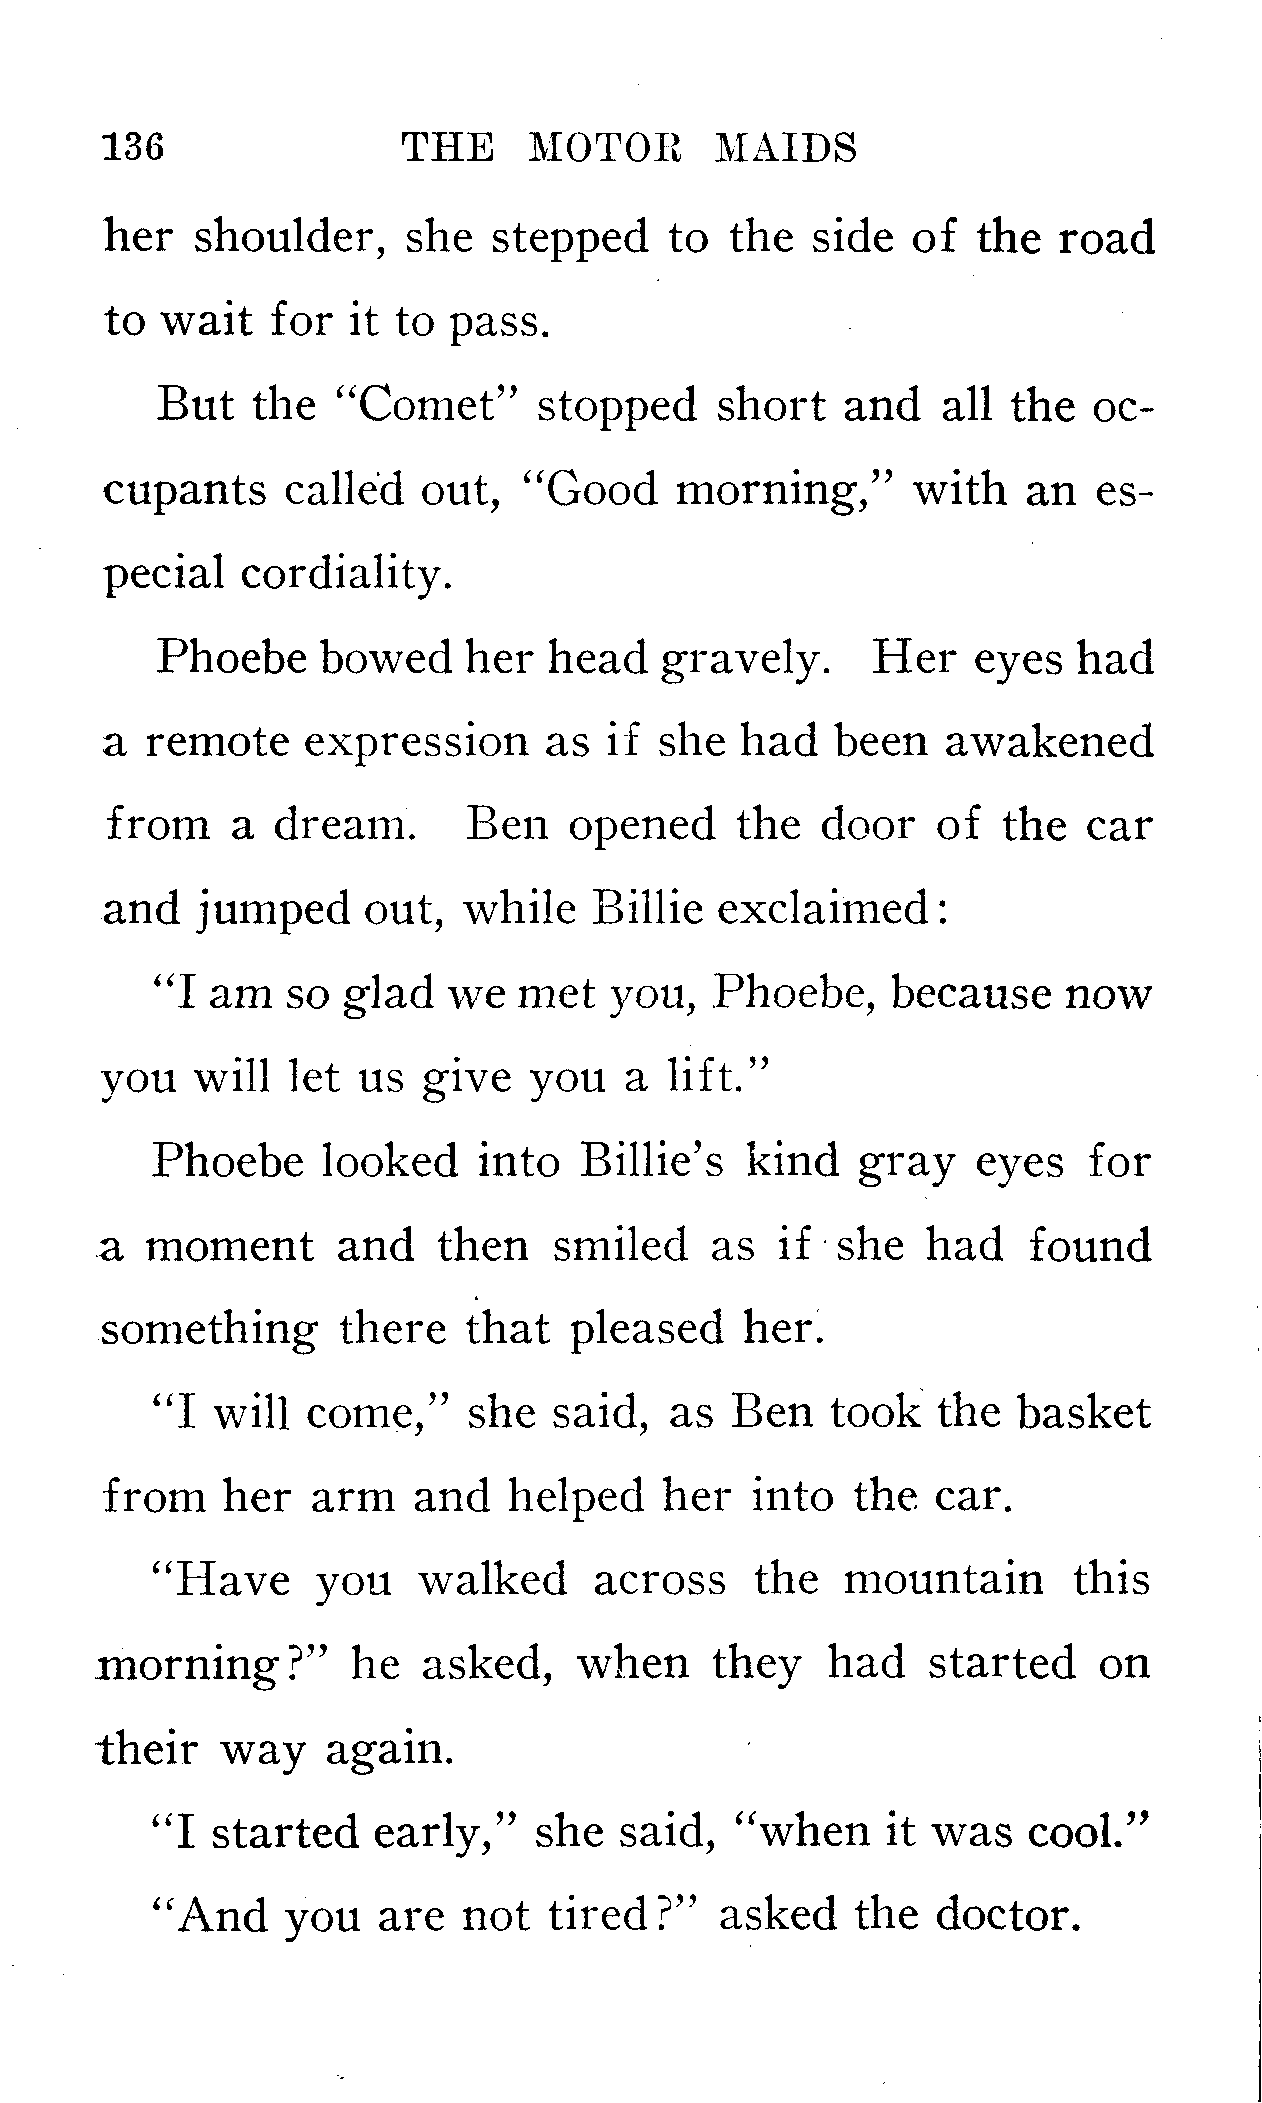 136 THE MOTOR MAIDS
her shoulder, she stepped to the side of the road
to wait for it to pass.
But the “Comet” stopped short and all the oc-
cupants called out, “Good morning,” with an es-
pecial cordiality.
Phoebe bowed her head gravely. Her eyes had
a remote expression as if she had been awakened
from a dream. Ben opened the door of the car
and jumped out, while Billie exclaimed:
“I am so glad we met you, Phoebe, because now
you will let us give you a lift.”
Phoebe looked into Billie’s kind gray eyes for
a moment and then smiled as if she had found
something there that pleased her.
“I will come,” she said, as Ben took the basket
from her arm and helped her into the car.
“Have you walked across the mountain this
morning?” he asked, when they had started on
their way again.
“I started early,” she said, “when it was cool.”
“And you are not tired?” asked the doctor.